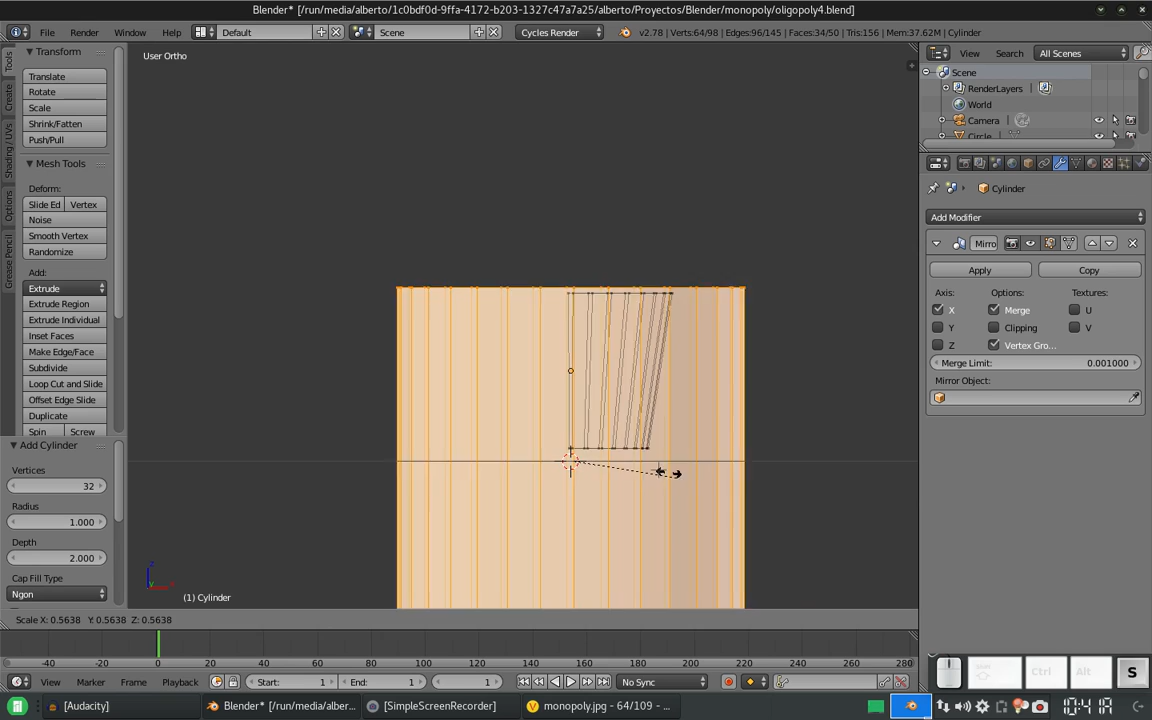 Blender* [/run/media/alberto/1c0bdf0d-9ffa-4172-b203-1327c47a7a25/alberto/Proyectos/Blender/monopoly/oligopoly4.blend]
File Render Window Help Default Scene Cycles Render v2.78 | Verts:64/98 | Edges:96/145 | Faces:34/50 | Tris:156 | Mem:37.62M | Cylinder
View Search All Scenes
Tools
Create
Shading / UVs
Options
Grease Pencil
Transform
Translate
Rotate
Scale
Shrink/Fatten
Push/Pull
Mesh Tools
Deform:
Slide Ed Vertex
Noise
Smooth Vertex
Randomize
Add:
Extrude
Extrude Region
Extrude Individual
Inset Faces
Make Edge/Face
Subdivide
Loop Cut and Slide
Offset Edge Slide
Duplicate
Spin Screw
Add Cylinder
Vertices
32
Radius
1.000
Depth
2.000
Cap Fill Type
Ngon
User Ortho
(1) Cylinder
Scale X: 0.5638 Y: 0.5638 Z: 0.5638
Scene
RenderLayers
World
Camera
Circle
Cylinder
Add Modifier
Mirro
Apply Copy
Axis: Options: Textures:
X Merge U
Y Clipping V
Z Vertex Gro...
Merge Limit: 0.001000
Mirror Object:
-40 -20 0 20 40 60 80 100 120 140 160 180 200 220 240 260 280
View Marker Frame Playback Start: 1 End: 1 1 No Sync
Ctrl Alt S
[Audacity] Blender* [/run/media/alber... [SimpleScreenRecorder] monopoly.jpg - 64/109 - ...
10:419